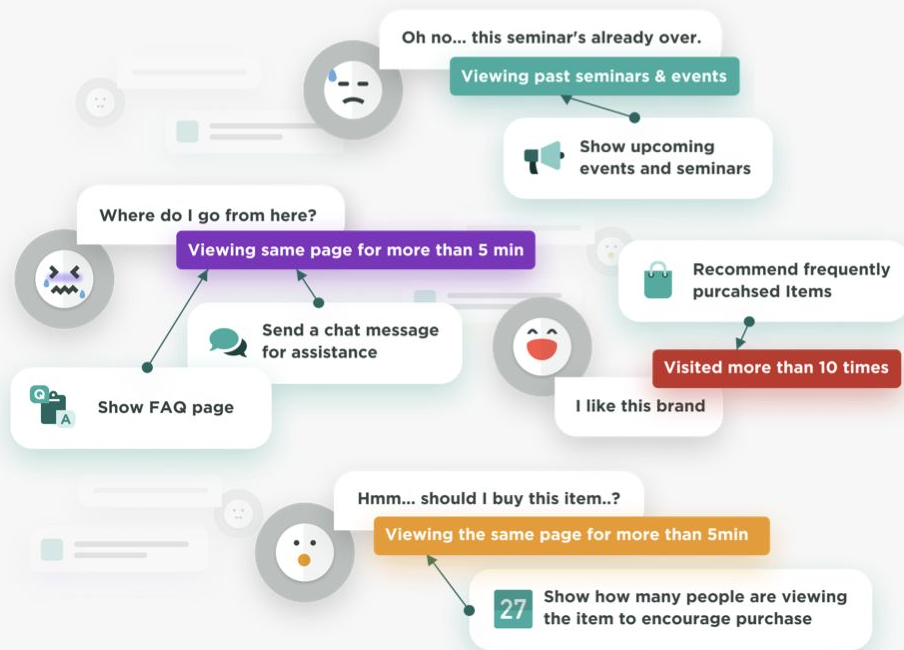 Oh no... this seminar's already over.
Viewing past seminars & events
Show upcoming
events and seminars
Where do I go from here?
Viewing same page for more than 5 min
Send a chat message
for assistance
Q
A
Show FAQ page
Recommend frequently
purcahsed Items
Visited more than 10 times
I like this brand
Hmm... should I buy this item..?
Viewing the same page for more than 5min
27
Show how many people are viewing
the item to encourage purchase